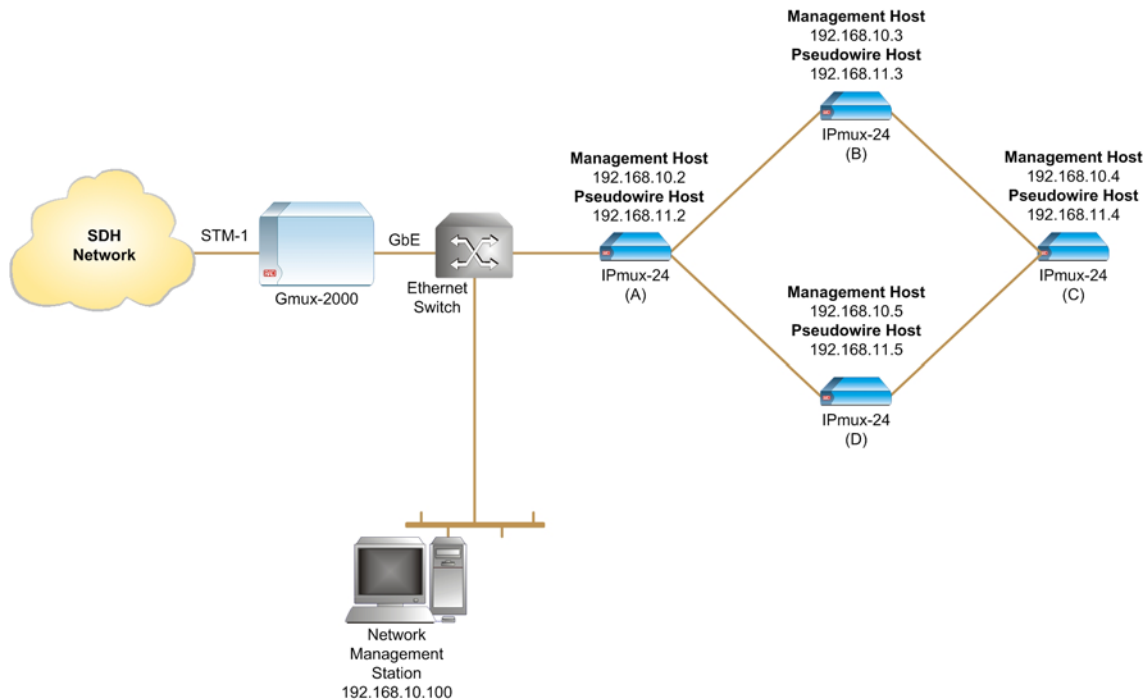 Management Host
192.168.10.3
Pseudowire Host
192.168.11.3
IPmux-24
(B)
Management Host
192.168.10.2
Pseudowire Host
192.168.11.2
IPmux-24
(A)
Management Host
192.168.10.4
Pseudowire Host
192.168.11.4
IPmux-24
(C)
SDH
Network
STM-1
Gmux-2000
GbE
Ethernet
Switch
Management Host
192.168.10.5
Pseudowire Host
192.168.11.5
IPmux-24
(D)
Network
Management
Station
192.168.10.100